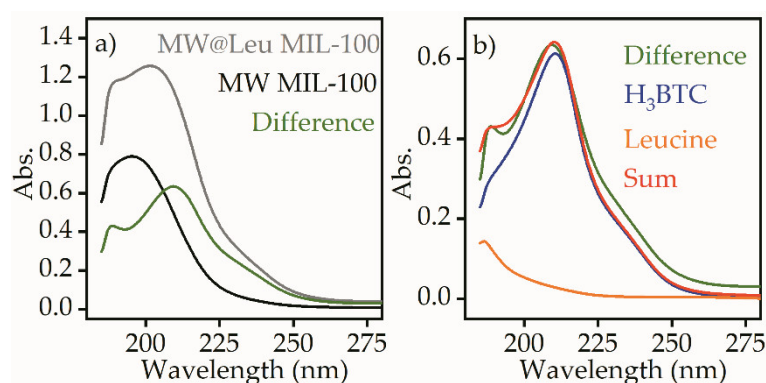 a)
MW@Leu MIL-100
MW MIL-100
Difference
Abs.
1.4
1.2
1.0
0.8
0.6
0.4
0.2
0.0
200
225
250
275
Wavelength (nm)
b)
Difference
H₃BTC
Leucine
Sum
Abs.
0.6
0.4
0.2
0.0
200
225
250
275
Wavelength (nm)